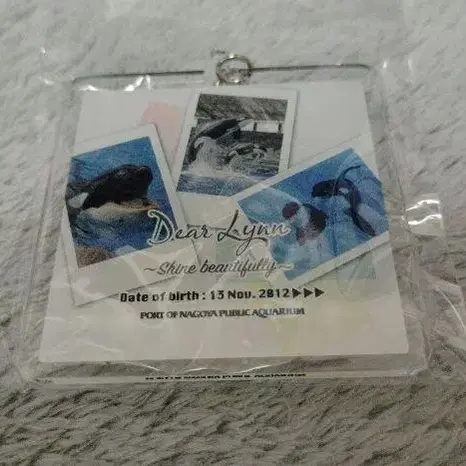 Dear Lynn
~Shine beautifully~
Date of birth : 13 Nov. 2012▶▶▶
PORT OF NAGOYA PUBLIC AQUARIUM